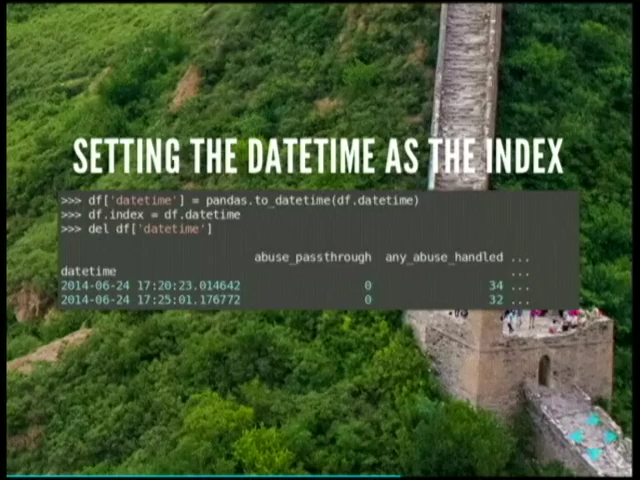 SETTING THE DATETIME AS THE INDEX
>>> df['datetime'] = pandas.to_datetime(df.datetime)
>>> df.index = df.datetime
>>> del df['datetime']
abuse_passthrough any_abuse_handled ...
datetime ...
2014-06-24 17:20:23.014642 0 34 ...
2014-06-24 17:25:01.176772 0 32 ...